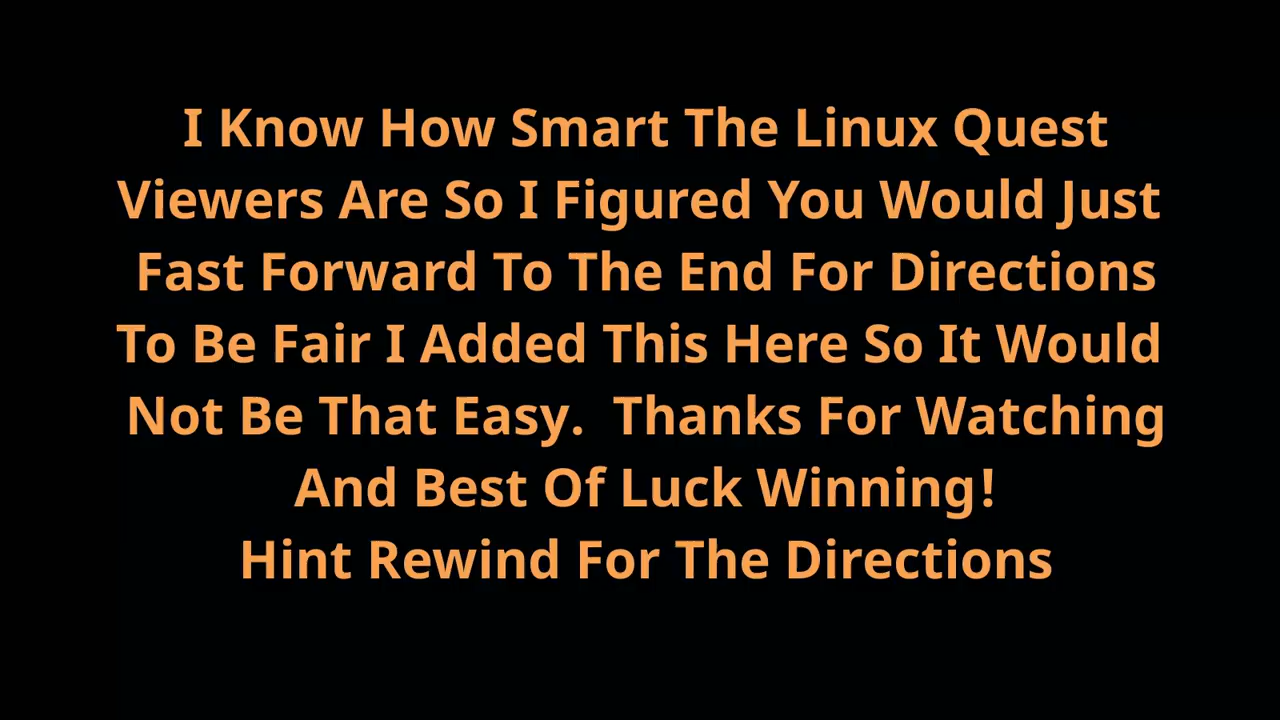 I Know How Smart The Linux Quest
Viewers Are So I Figured You Would Just
Fast Forward To The End For Directions
To Be Fair I Added This Here So It Would
Not Be That Easy.  Thanks For Watching
And Best Of Luck Winning!
Hint Rewind For The Directions